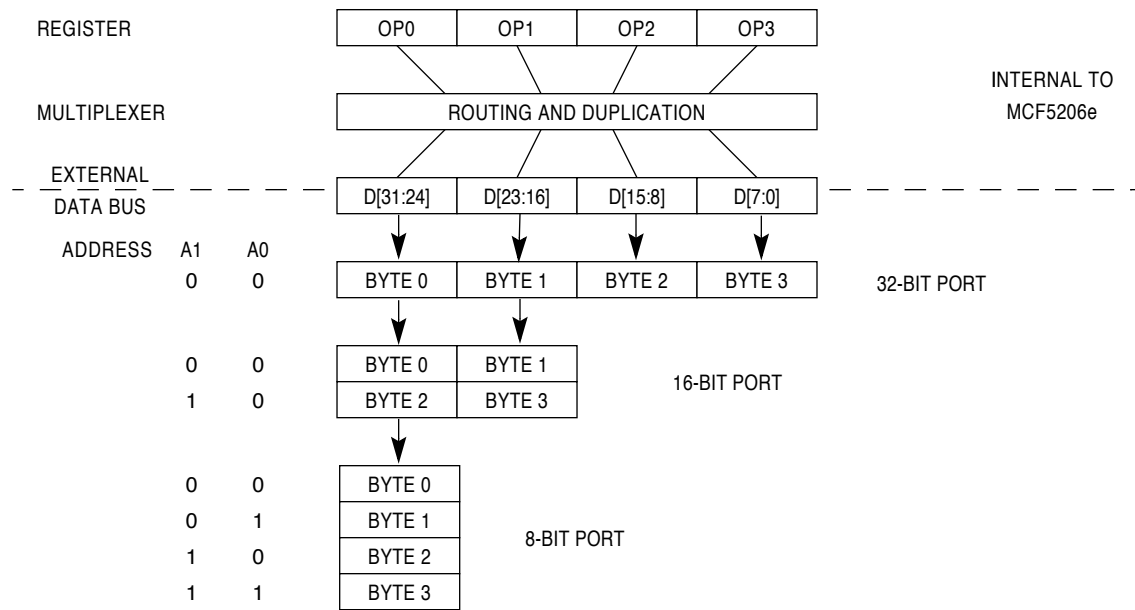 REGISTER OP0 OP1 OP2 OP3
INTERNAL TO
MCF5206e
MULTIPLEXER ROUTING AND DUPLICATION
EXTERNAL
DATA BUS
D[31:24] D[23:16] D[15:8] D[7:0]
ADDRESS A1 A0
0 0 BYTE 0 BYTE 1 BYTE 2 BYTE 3 32-BIT PORT
0 0 BYTE 0 BYTE 1
16-BIT PORT
1 0 BYTE 2 BYTE 3
0 0 BYTE 0
0 1 BYTE 1
8-BIT PORT
1 0 BYTE 2
1 1 BYTE 3